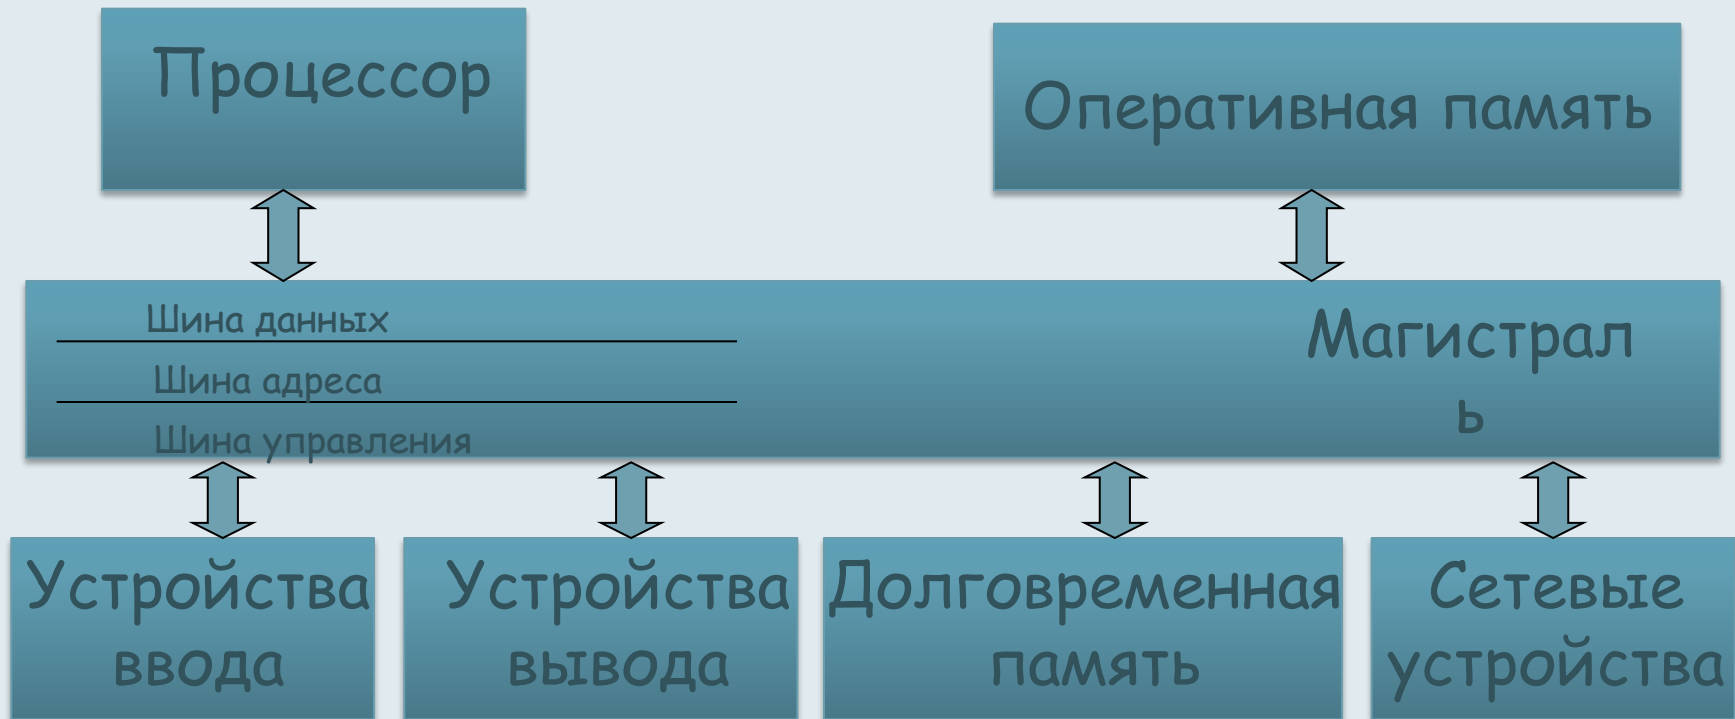 Процессор
Оперативная память
Шина данных
Шина адреса
Шина управления
Магистрал
ь
Устройства
ввода
Устройства
вывода
Долговременная
память
Сетевые
устройства